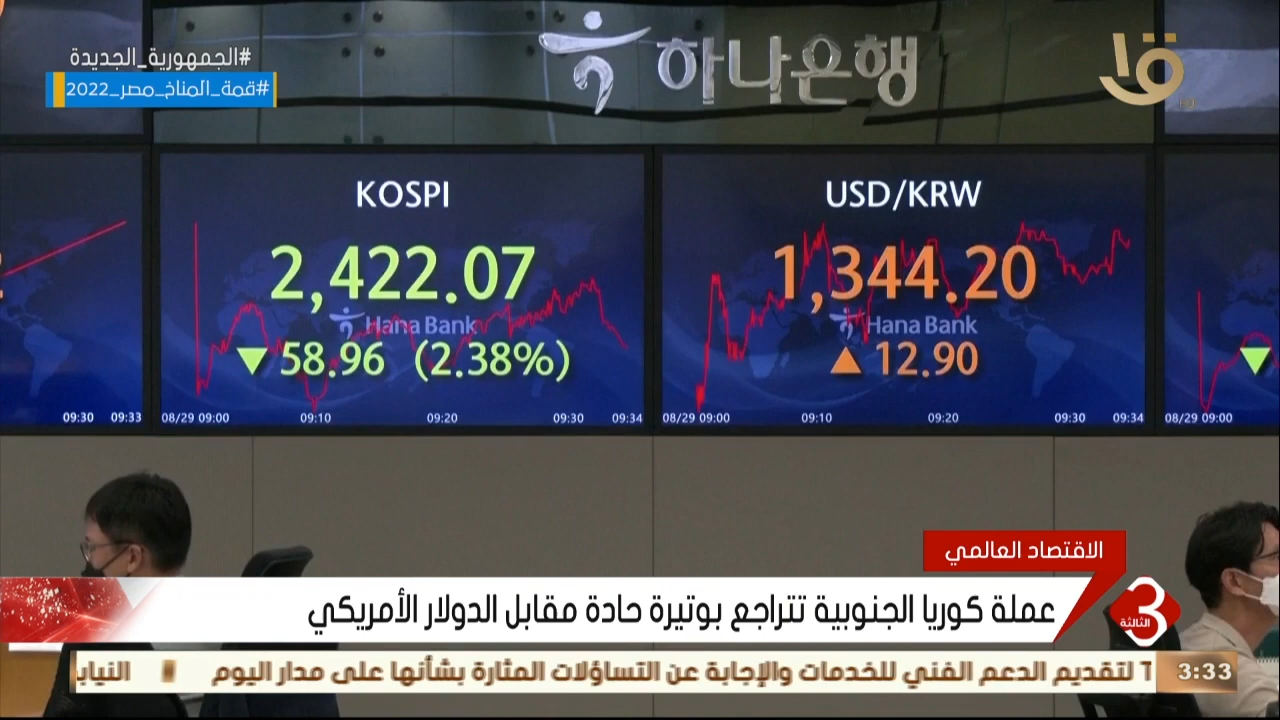 #الجمهورية_الجديدة
#قمة_المناخ_مصر_2022
하나은행
KOSPI
2,422.07
Hana Bank
▼ 58.96 (2.38%)
08/29 09:00 09:10 09:20 09:30 09:34
USD/KRW
1,344.20
Hana Bank
▲ 12.90
08/29 09:00 09:10 09:20 09:30 09:34
09:30 09:33
08/29 09:00
الاقتصاد العالمي
عملة كوريا الجنوبية تتراجع بوتيرة حادة مقابل الدولار الأمريكي
3
الثالثة
لتقديم الدعم الفني للخدمات والإجابة عن التساؤلات المثارة بشأنها على مدار اليوم
3:33